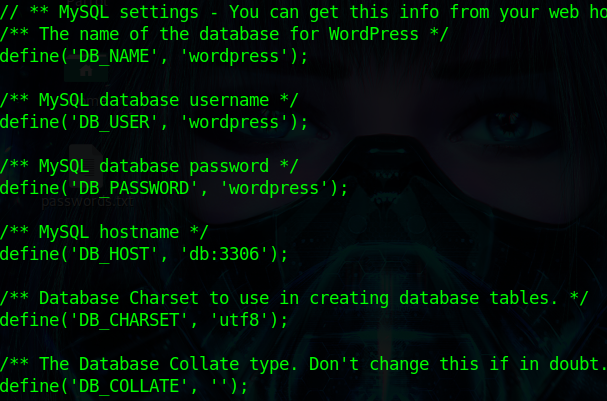 // ** MySQL settings - You can get this info from your web ho
/** The name of the database for WordPress */
define('DB_NAME', 'wordpress');
/** MySQL database username */
define('DB_USER', 'wordpress');
/** MySQL database password */
define('DB_PASSWORD', 'wordpress');
passwords.txt
/** MySQL hostname */
define('DB_HOST', 'db:3306');
/** Database Charset to use in creating database tables. */
define('DB_CHARSET', 'utf8');
/** The Database Collate type. Don't change this if in doubt.
define('DB_COLLATE', '');